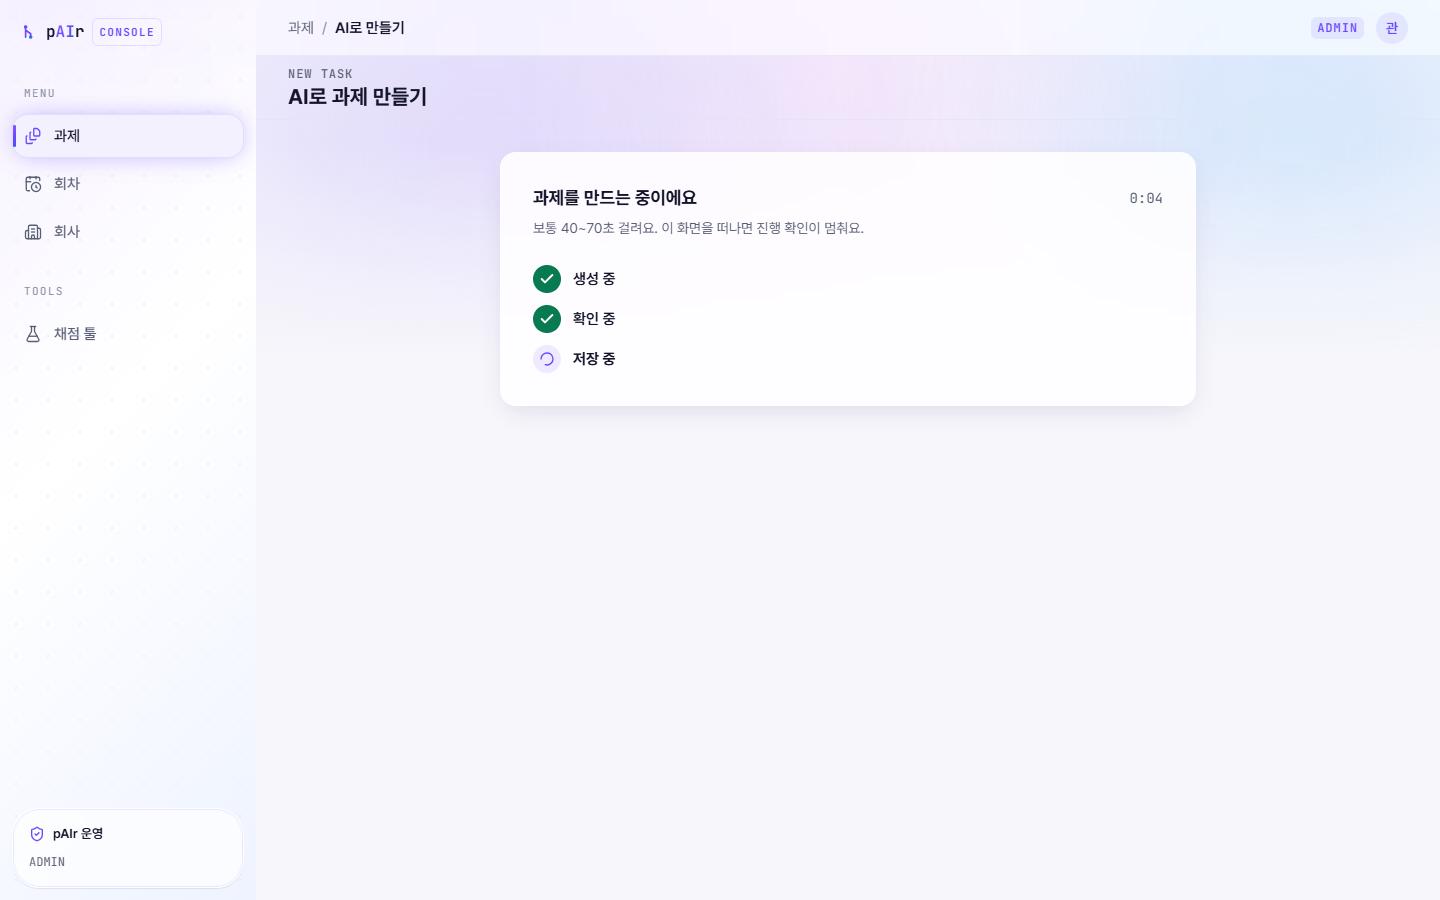 pAIr CONSOLE
MENU
과제
회차
회사
TOOLS
채점 툴
pAIr 운영
ADMIN
과제 / AI로 만들기
ADMIN 관
NEW TASK
AI로 과제 만들기
과제를 만드는 중이에요 0:04
보통 40~70초 걸려요. 이 화면을 떠나면 진행 확인이 멈춰요.
생성 중
확인 중
저장 중